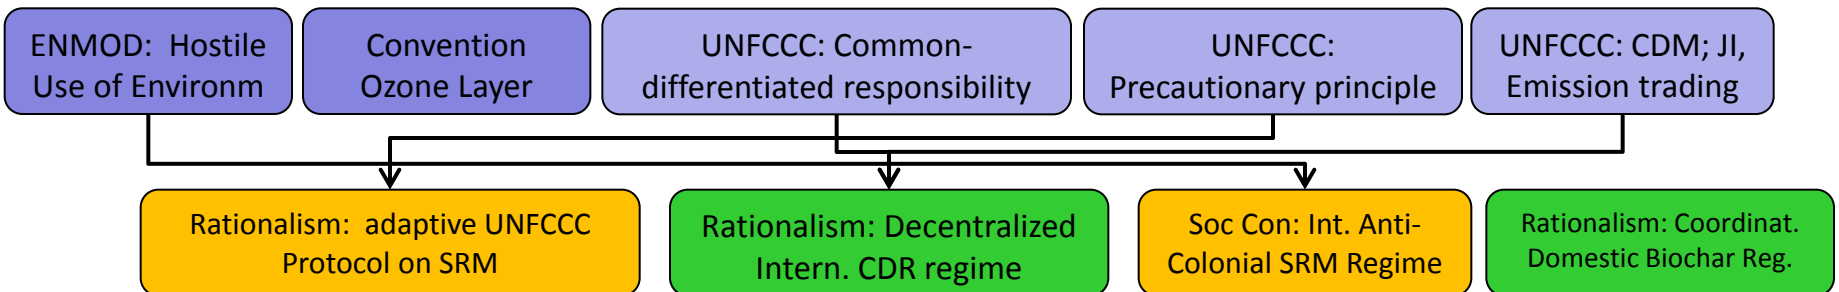 ENMOD: Hostile
Use of Environm
Convention
Ozone Layer
UNFCCC: Common-
differentiated responsibility
UNFCCC:
Precautionary principle
UNFCCC: CDM; JI,
Emission trading
Rationalism: adaptive UNFCCC
Protocol on SRM
Rationalism: Decentralized
Intern. CDR regime
Soc Con: Int. Anti-
Colonial SRM Regime
Rationalism: Coordinat.
Domestic Biochar Reg.